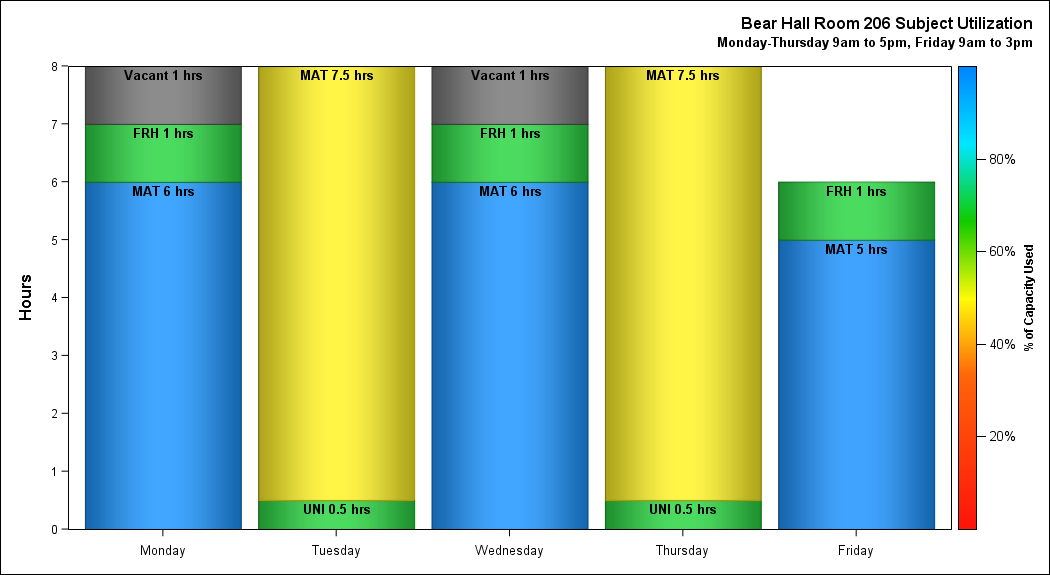 Bear Hall Room 206 Subject Utilization
Monday-Thursday 9am to 5pm, Friday 9am to 3pm
Hours
8
7
6
5
4
3
2
1
0
Vacant 1 hrs
FRH 1 hrs
MAT 6 hrs
MAT 7.5 hrs
UNI 0.5 hrs
Vacant 1 hrs
FRH 1 hrs
MAT 6 hrs
MAT 7.5 hrs
UNI 0.5 hrs
FRH 1 hrs
MAT 5 hrs
Monday
Tuesday
Wednesday
Thursday
Friday
80%
60%
40%
20%
% of Capacity Used